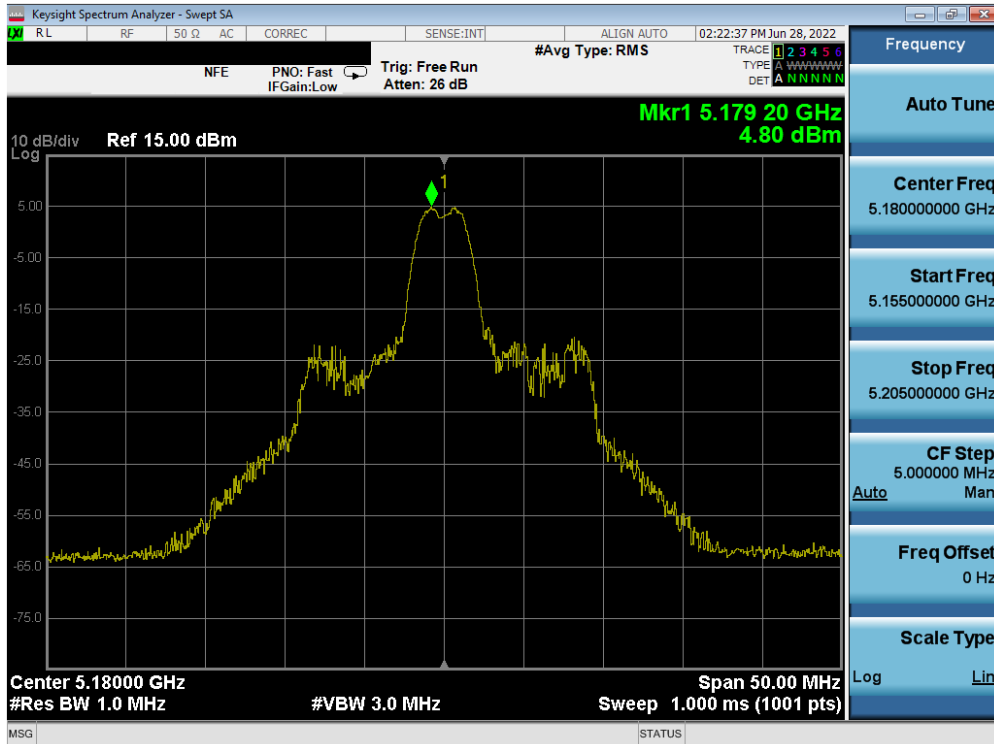 Keysight Spectrum Analyzer - Swept SA
LXI RL RF 50 Ω AC CORREC SENSE:INT ALIGN AUTO 02:22:37 PM Jun 28, 2022
#Avg Type: RMS
TRACE 1 2 3 4 5 6
TYPE A WWWWW
DET A N N N N N
NFE PNO: Fast Trig: Free Run
IFGain:Low Atten: 26 dB
Mkr1 5.179 20 GHz
4.80 dBm
10 dB/div Ref 15.00 dBm
Log
1
5.00
-5.00
-15.0
-25.0
-35.0
-45.0
-55.0
-65.0
-75.0
Center 5.18000 GHz Span 50.00 MHz
#Res BW 1.0 MHz #VBW 3.0 MHz Sweep 1.000 ms (1001 pts)
MSG STATUS
Frequency
Auto Tune
Center Freq
5.180000000 GHz
Start Freq
5.155000000 GHz
Stop Freq
5.205000000 GHz
CF Step
5.000000 MHz
Auto Man
Freq Offset
0 Hz
Scale Type
Log Lin